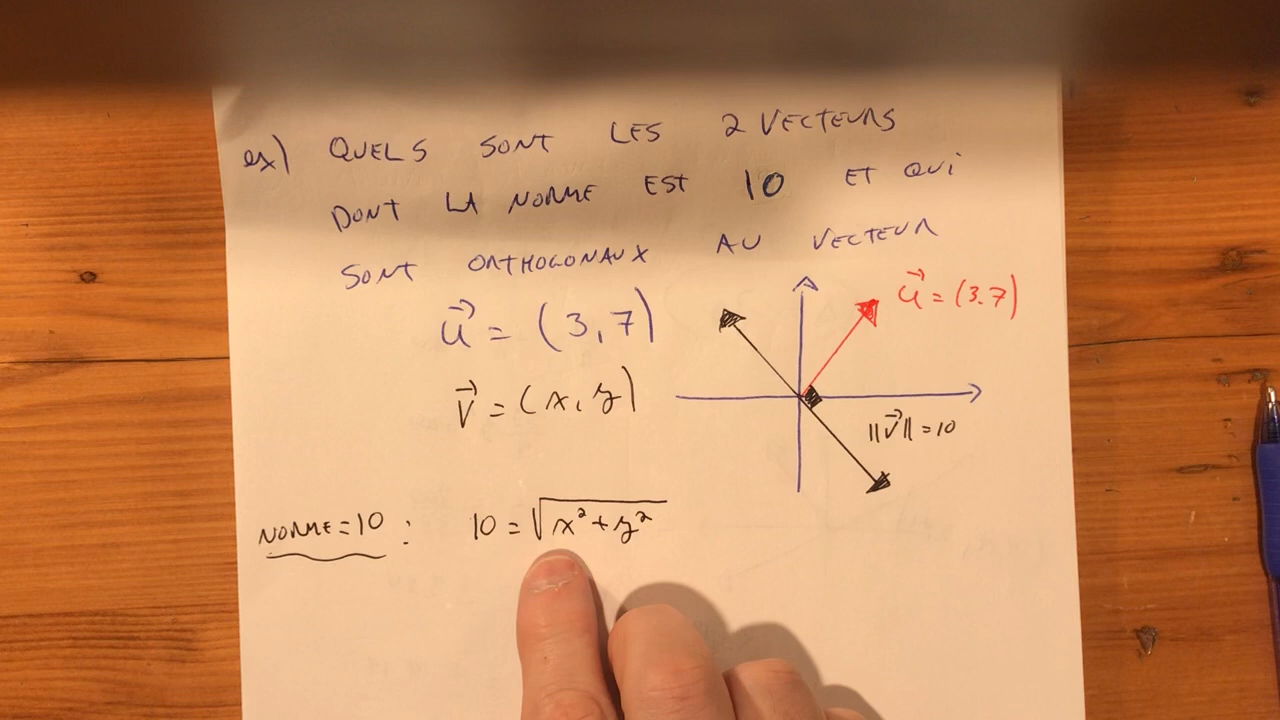 ex) QUELS SONT LES 2 VECTEURS
DONT LA NORME EST 10 ET QUi
SONT ORTHOGONAUX AU VECTEUR
u⃗ = (3,7)
u⃗ = (3,7)
v⃗ = (x,y)
||v⃗|| = 10
NORME=10 : 10 = √(x²+y²)